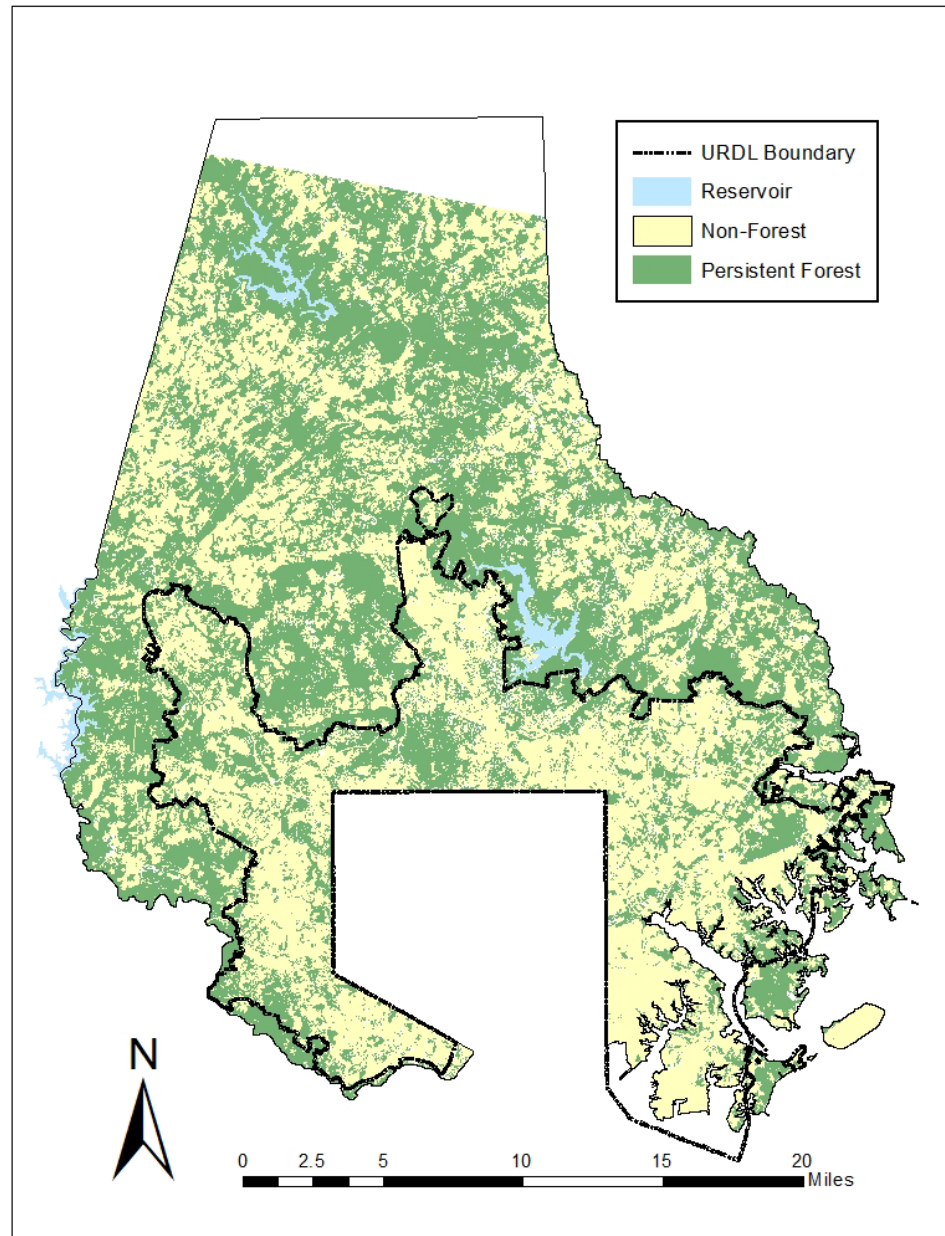 URDL Boundary
Reservoir
Non-Forest
Persistent Forest
N
0 2.5 5 10 15 20
Miles